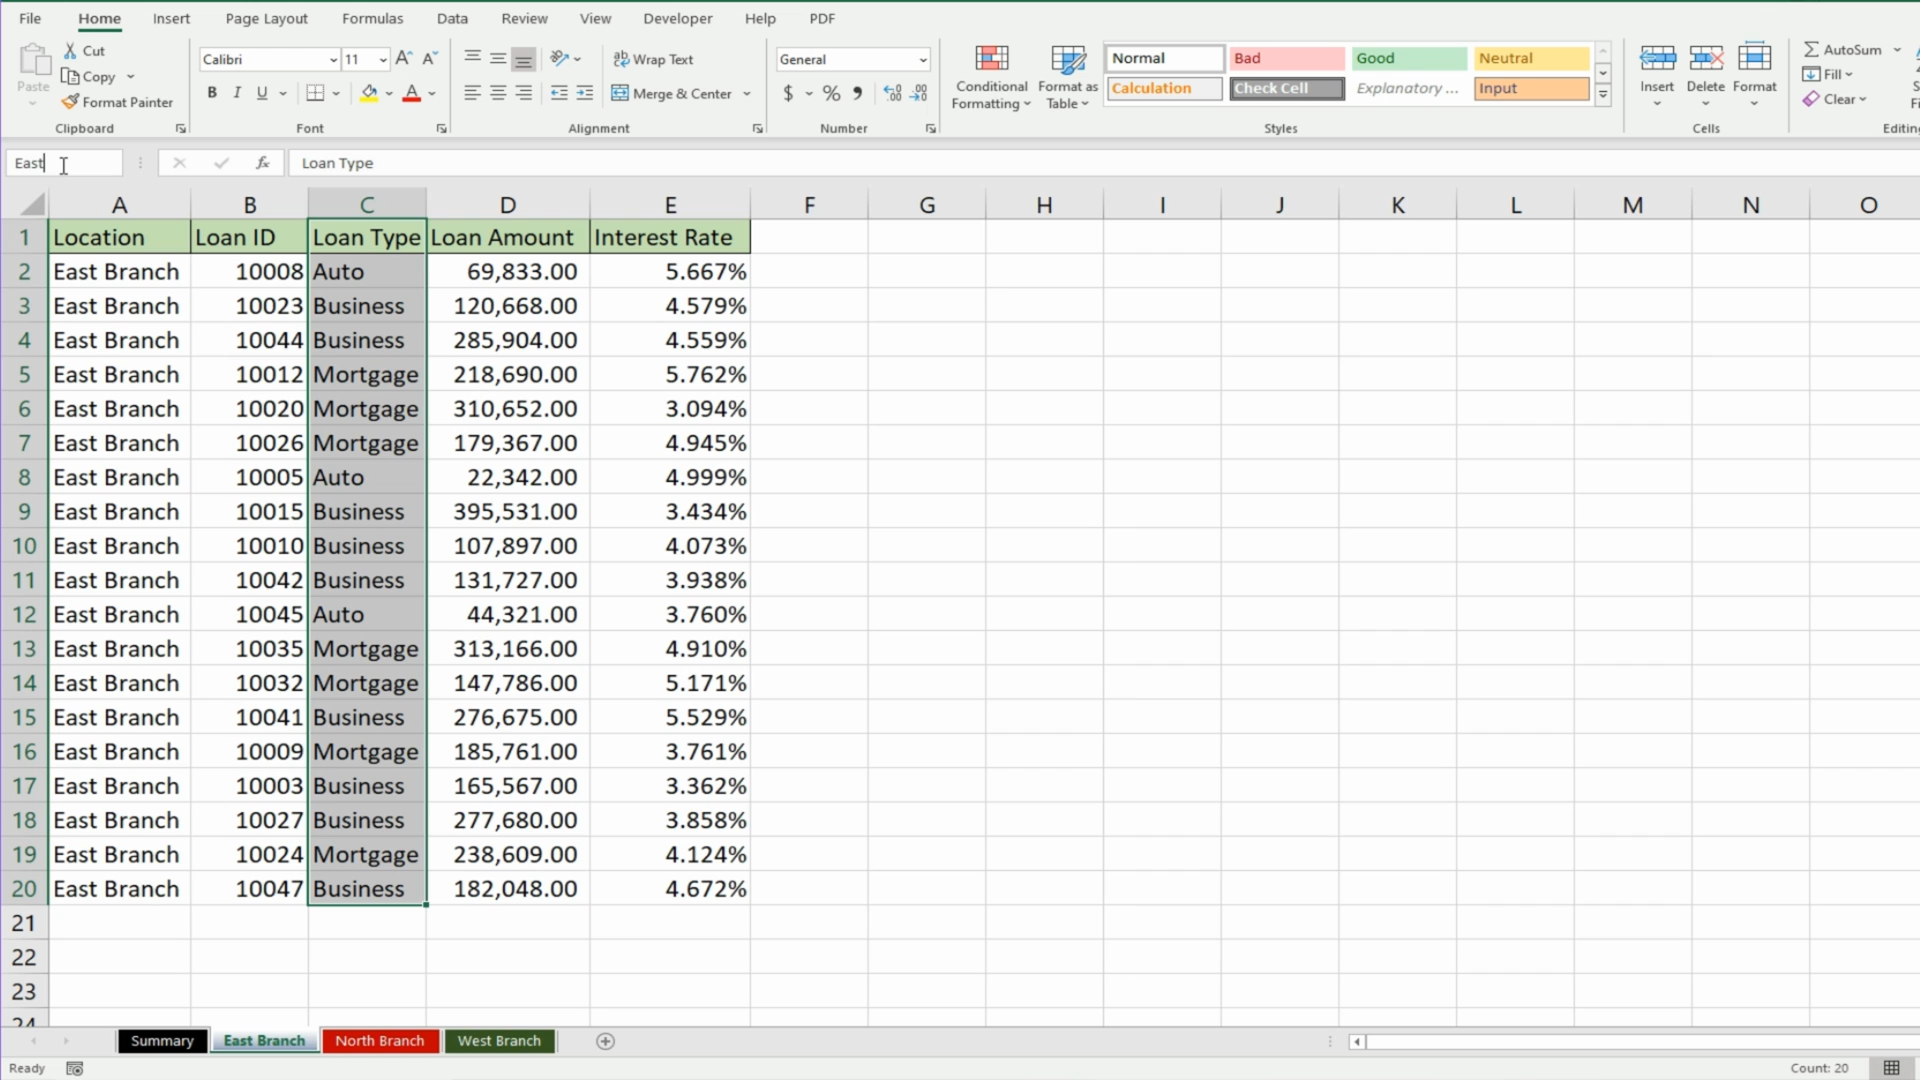 File Home Insert Page Layout Formulas Data Review View Developer Help PDF
Paste
Cut
Copy
Format Painter
Clipboard
Calibri 11 A^ A˅
B I U A
Font
Wrap Text
Merge & Center
Alignment
General
$ % 9
Number
Conditional Formatting
Format as Table
Normal Bad Good Neutral
Calculation Check Cell Explanatory ... Input
Styles
Insert Delete Format
Cells
AutoSum
Fill
Clear
Editing
East fx Loan Type
A B C D E F G H I J K L M N O
1 Location Loan ID Loan Type Loan Amount Interest Rate
2 East Branch 10008 Auto 69,833.00 5.667%
3 East Branch 10023 Business 120,668.00 4.579%
4 East Branch 10044 Business 285,904.00 4.559%
5 East Branch 10012 Mortgage 218,690.00 5.762%
6 East Branch 10020 Mortgage 310,652.00 3.094%
7 East Branch 10026 Mortgage 179,367.00 4.945%
8 East Branch 10005 Auto 22,342.00 4.999%
9 East Branch 10015 Business 395,531.00 3.434%
10 East Branch 10010 Business 107,897.00 4.073%
11 East Branch 10042 Business 131,727.00 3.938%
12 East Branch 10045 Auto 44,321.00 3.760%
13 East Branch 10035 Mortgage 313,166.00 4.910%
14 East Branch 10032 Mortgage 147,786.00 5.171%
15 East Branch 10041 Business 276,675.00 5.529%
16 East Branch 10009 Mortgage 185,761.00 3.761%
17 East Branch 10003 Business 165,567.00 3.362%
18 East Branch 10027 Business 277,680.00 3.858%
19 East Branch 10024 Mortgage 238,609.00 4.124%
20 East Branch 10047 Business 182,048.00 4.672%
21
22
23
24
Summary East Branch North Branch West Branch
Ready Count: 20